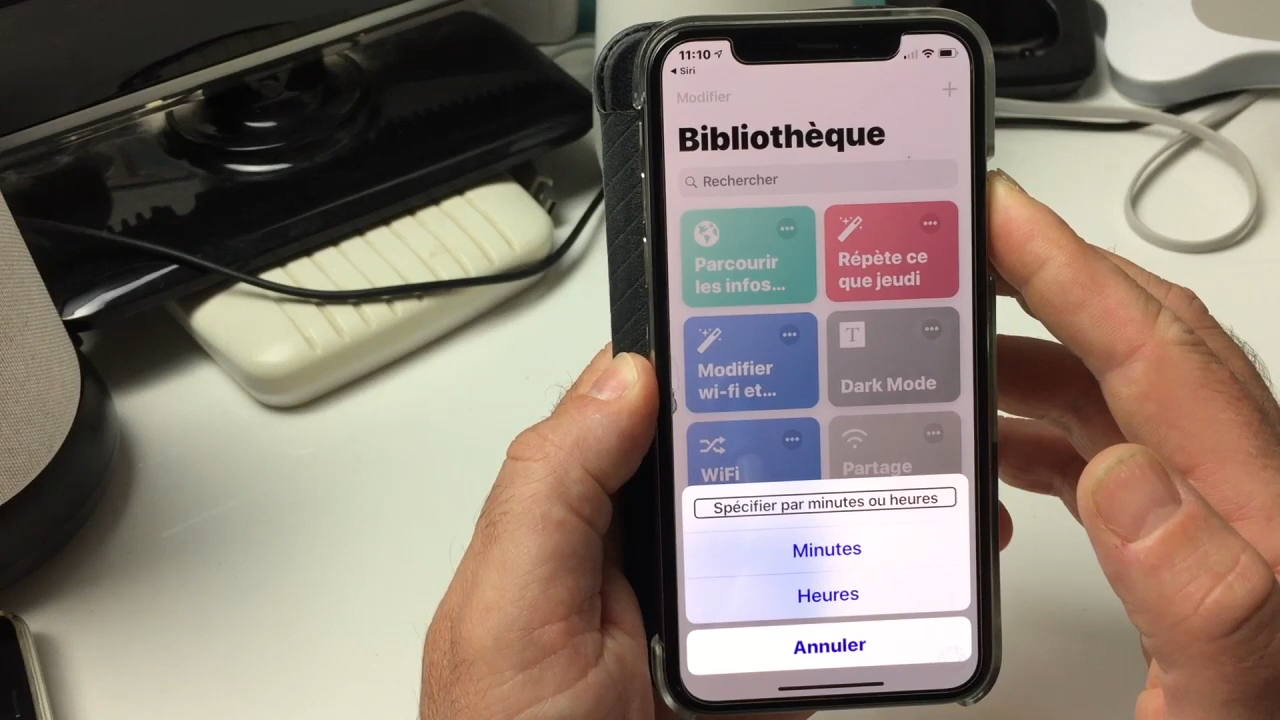 11:10
Siri
Modifier
Bibliothèque
Rechercher
Parcourir
les infos...
Répète ce
que jeudi
Modifier
wi-fi et...
T
Dark Mode
WiFi
Partage
Spécifier par minutes ou heures
Minutes
Heures
Annuler